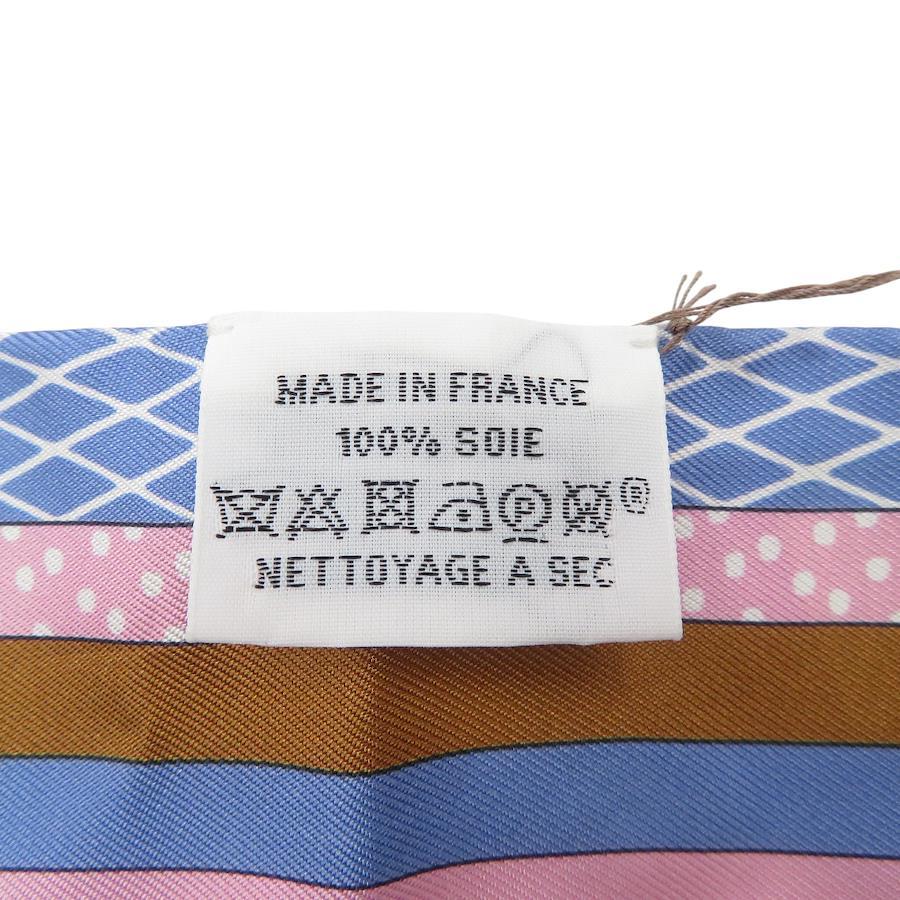 MADE IN FRANCE
100% SOIE
P ®
NETTOYAGE A SEC